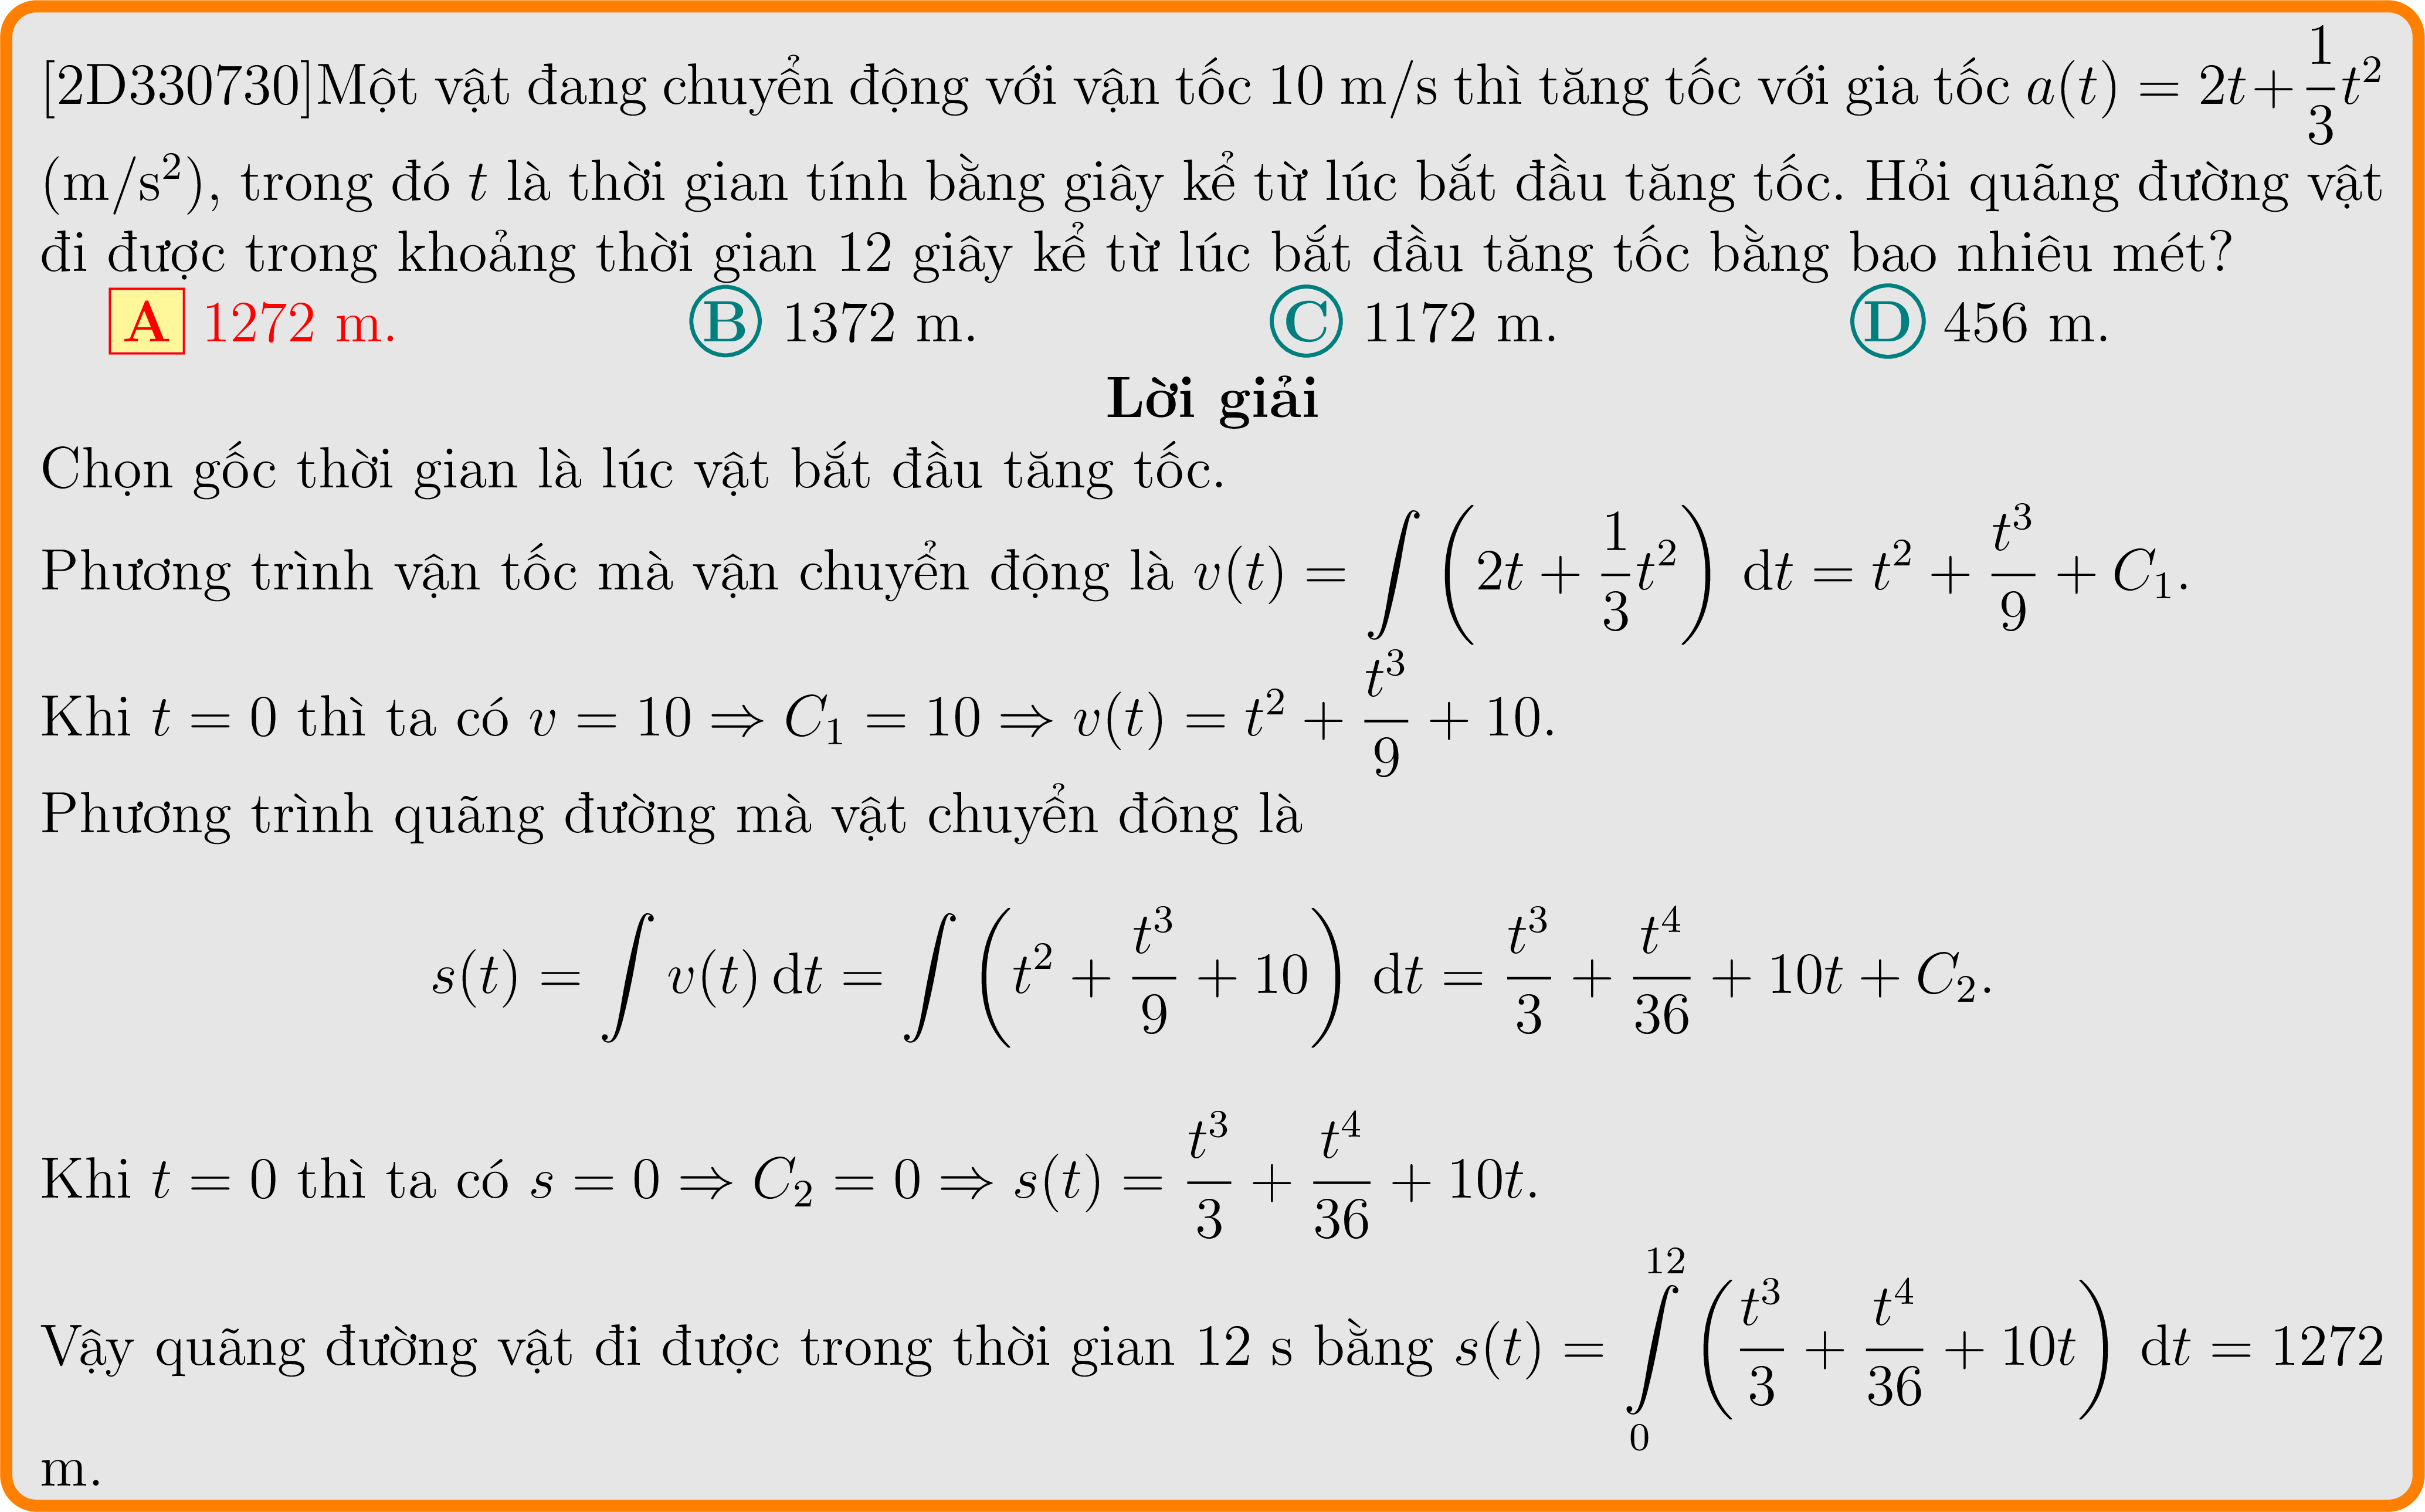 [2D330730]Một vật đang chuyển động với vận tốc 10 m/s thì tăng tốc với gia tốc $a(t) = 2t + \frac{1}{3}t^2$
(m/s$^2$), trong đó $t$ là thời gian tính bằng giây kể từ lúc bắt đầu tăng tốc. Hỏi quãng đường vật
đi được trong khoảng thời gian 12 giây kể từ lúc bắt đầu tăng tốc bằng bao nhiêu mét?
A 1272 m. B 1372 m. C 1172 m. D 456 m.
Lời giải
Chọn gốc thời gian là lúc vật bắt đầu tăng tốc.
Phương trình vận tốc mà vận chuyển động là $v(t) = \int \left(2t + \frac{1}{3}t^2\right) \mathrm{d}t = t^2 + \frac{t^3}{9} + C_1$.
Khi $t = 0$ thì ta có $v = 10 \Rightarrow C_1 = 10 \Rightarrow v(t) = t^2 + \frac{t^3}{9} + 10$.
Phương trình quãng đường mà vật chuyển đông là
$s(t) = \int v(t) \, \mathrm{d}t = \int \left(t^2 + \frac{t^3}{9} + 10\right) \mathrm{d}t = \frac{t^3}{3} + \frac{t^4}{36} + 10t + C_2$.
Khi $t = 0$ thì ta có $s = 0 \Rightarrow C_2 = 0 \Rightarrow s(t) = \frac{t^3}{3} + \frac{t^4}{36} + 10t$.
Vậy quãng đường vật đi được trong thời gian 12 s bằng $s(t) = \int\limits_0^{12} \left(\frac{t^3}{3} + \frac{t^4}{36} + 10t\right) \mathrm{d}t = 1272$
m.